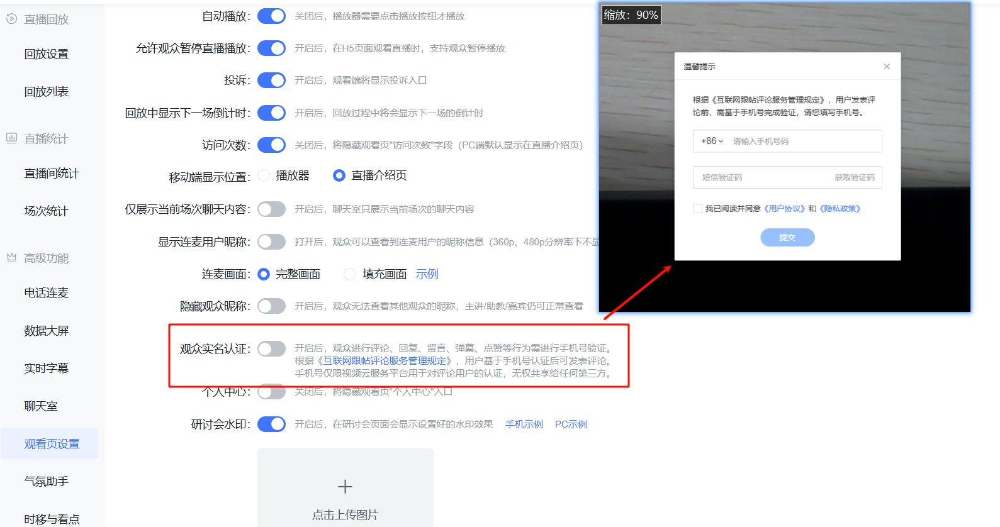 直播回放
回放设置
回放列表
直播统计
直播间统计
场次统计
高级功能
电话连麦
数据大屏
实时字幕
聊天室
观看页设置
气氛助手
时移与看点
自动播放： 关闭后，播放器需要点击播放按钮才播放
允许观众暂停直播播放： 开启后，在H5页面观看直播时，支持观众暂停播放
投诉： 开启后，观看端将显示投诉入口
回放中显示下一场倒计时： 开启后，回放过程中将会显示下一场的倒计时
访问次数： 关闭后，将隐藏观看页"访问次数"字段（PC端默认显示在直播介绍页）
移动端显示位置： 播放器 直播介绍页
仅展示当前场次聊天内容： 开启后，聊天室只展示当前场次的聊天内容
显示连麦用户昵称： 打开后，观众可以查看到连麦用户的昵称信息（360p、480p分辨率下不显
连麦画面： 完整画面 填充画面 示例
隐藏观众昵称： 开启后，观众无法查看其他观众的昵称，主讲/助教/嘉宾仍可正常查看
观众实名认证： 开启后，观众进行评论、回复、留言、弹幕、点赞等行为需进行手机号验证。
根据《互联网跟帖评论服务管理规定》，用户基于手机号认证后可发表评论。
手机号仅限视频云服务平台用于对评论用户的认证，无权共享给任何第三方。
个人中心： 关闭后，将隐藏观看页"个人中心"入口
研讨会水印： 开启后，在研讨会页面会显示设置好的水印效果 手机示例 PC示例
点击上传图片
缩放：90%
温馨提示
根据《互联网跟帖评论服务管理规定》，用户发表评
论前，需基于手机号完成验证，请您填写手机号。
+86 请输入手机号码
短信验证码 获取验证码
我已阅读并同意《用户协议》和《隐私政策》
提交